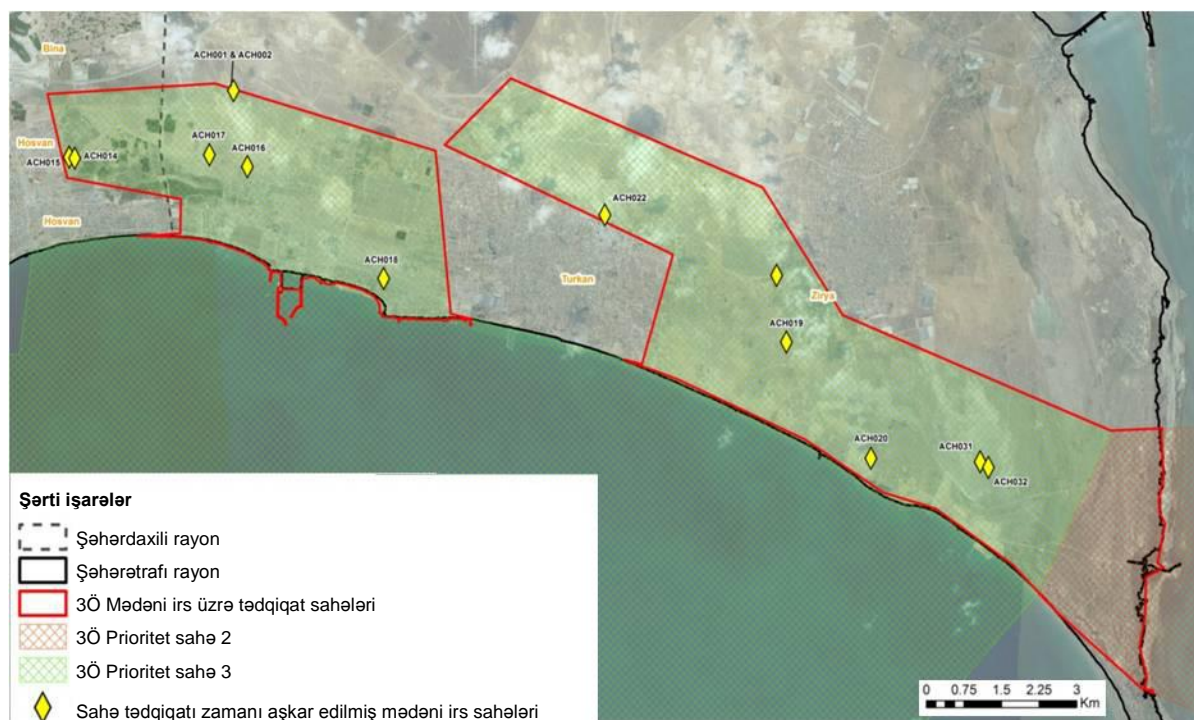 Bina
ACH001 & ACH002
Hosvan
ACH015
ACH014
ACH017
ACH016
Hosvan
ACH018
ACH022
Turkan
Zirya
ACH019
ACH020
ACH031
ACH032
Şərti işarələr
Şəhərdaxili rayon
Şəhərətrafı rayon
3Ö Mədəni irs üzrə tədqiqat sahələri
3Ö Prioritet sahə 2
3Ö Prioritet sahə 3
Sahə tədqiqatı zamanı aşkar edilmiş mədəni irs sahələri
0 0.75 1.5 2.25 3
Km